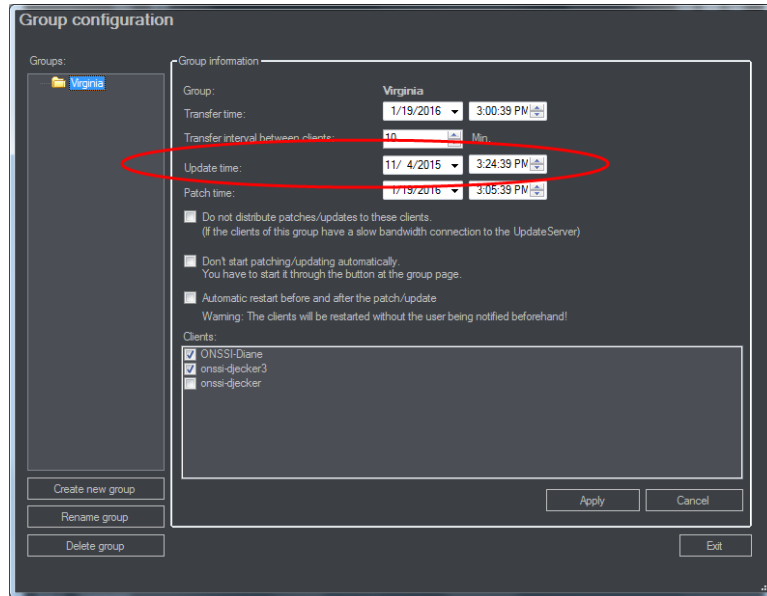 Group configuration
Groups:
Virginia
Group information
Group: Virginia
Transfer time: 1/19/2016 3:00:39 PM
Transfer interval between clients: 10 Min.
Update time: 11/ 4/2015 3:24:39 PM
Patch time: 1/19/2016 3:05:39 PM
Do not distribute patches/updates to these clients.
(If the clients of this group have a slow bandwidth connection to the UpdateServer)
Don't start patching/updating automatically.
You have to start it through the button at the group page.
Automatic restart before and after the patch/update
Warning: The clients will be restarted without the user being notified beforehand!
Clients:
ONSSI-Diane
onssi-djecker3
onssi-djecker
Create new group
Rename group
Delete group
Apply
Cancel
Exit